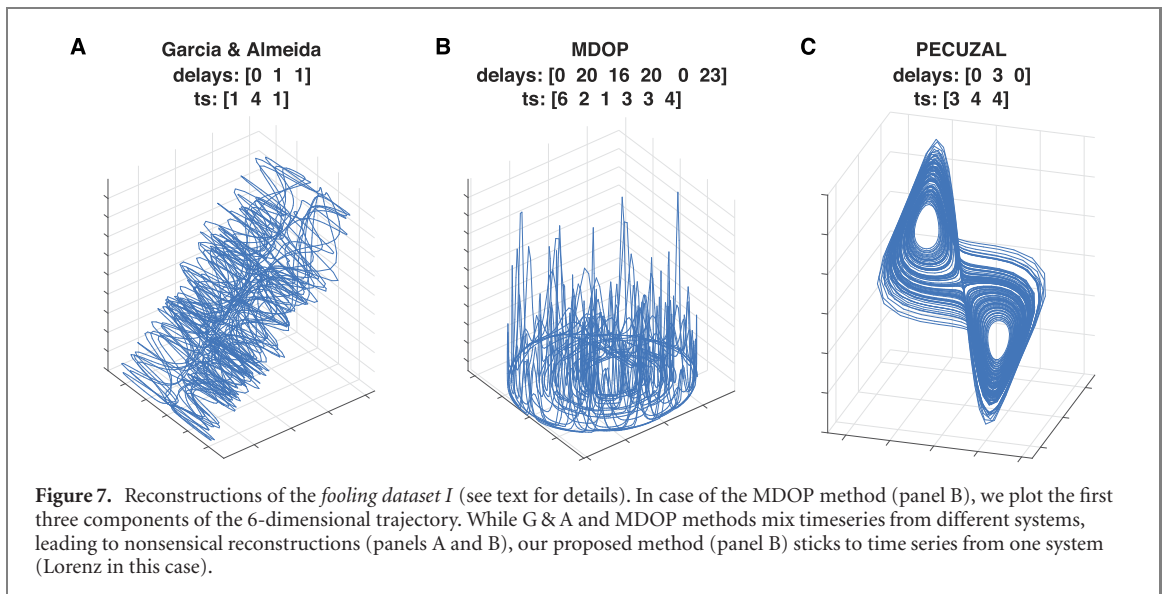 A Garcia & Almeida
delays: [0 1 1]
ts: [1 4 1]
B MDOP
delays: [0 20 16 20 0 23]
ts: [6 2 1 3 3 4]
C PECUZAL
delays: [0 3 0]
ts: [3 4 4]
Figure 7. Reconstructions of the fooling dataset I (see text for details). In case of the MDOP method (panel B), we plot the first
three components of the 6-dimensional trajectory. While G & A and MDOP methods mix timeseries from different systems,
leading to nonsensical reconstructions (panels A and B), our proposed method (panel B) sticks to time series from one system
(Lorenz in this case).